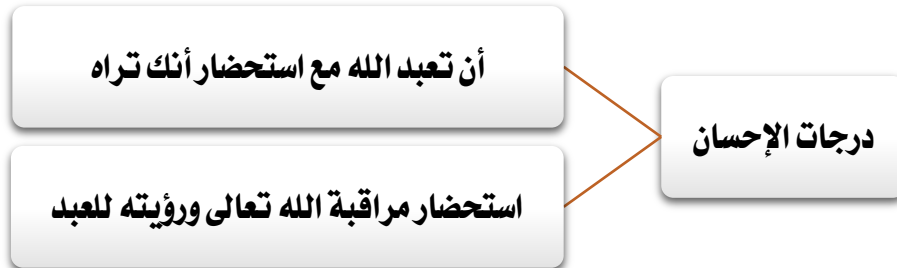 درجات الإحسان
أن تعبد الله مع استحضار أنك تراه
استحضار مراقبة الله تعالى ورؤيته للعبد